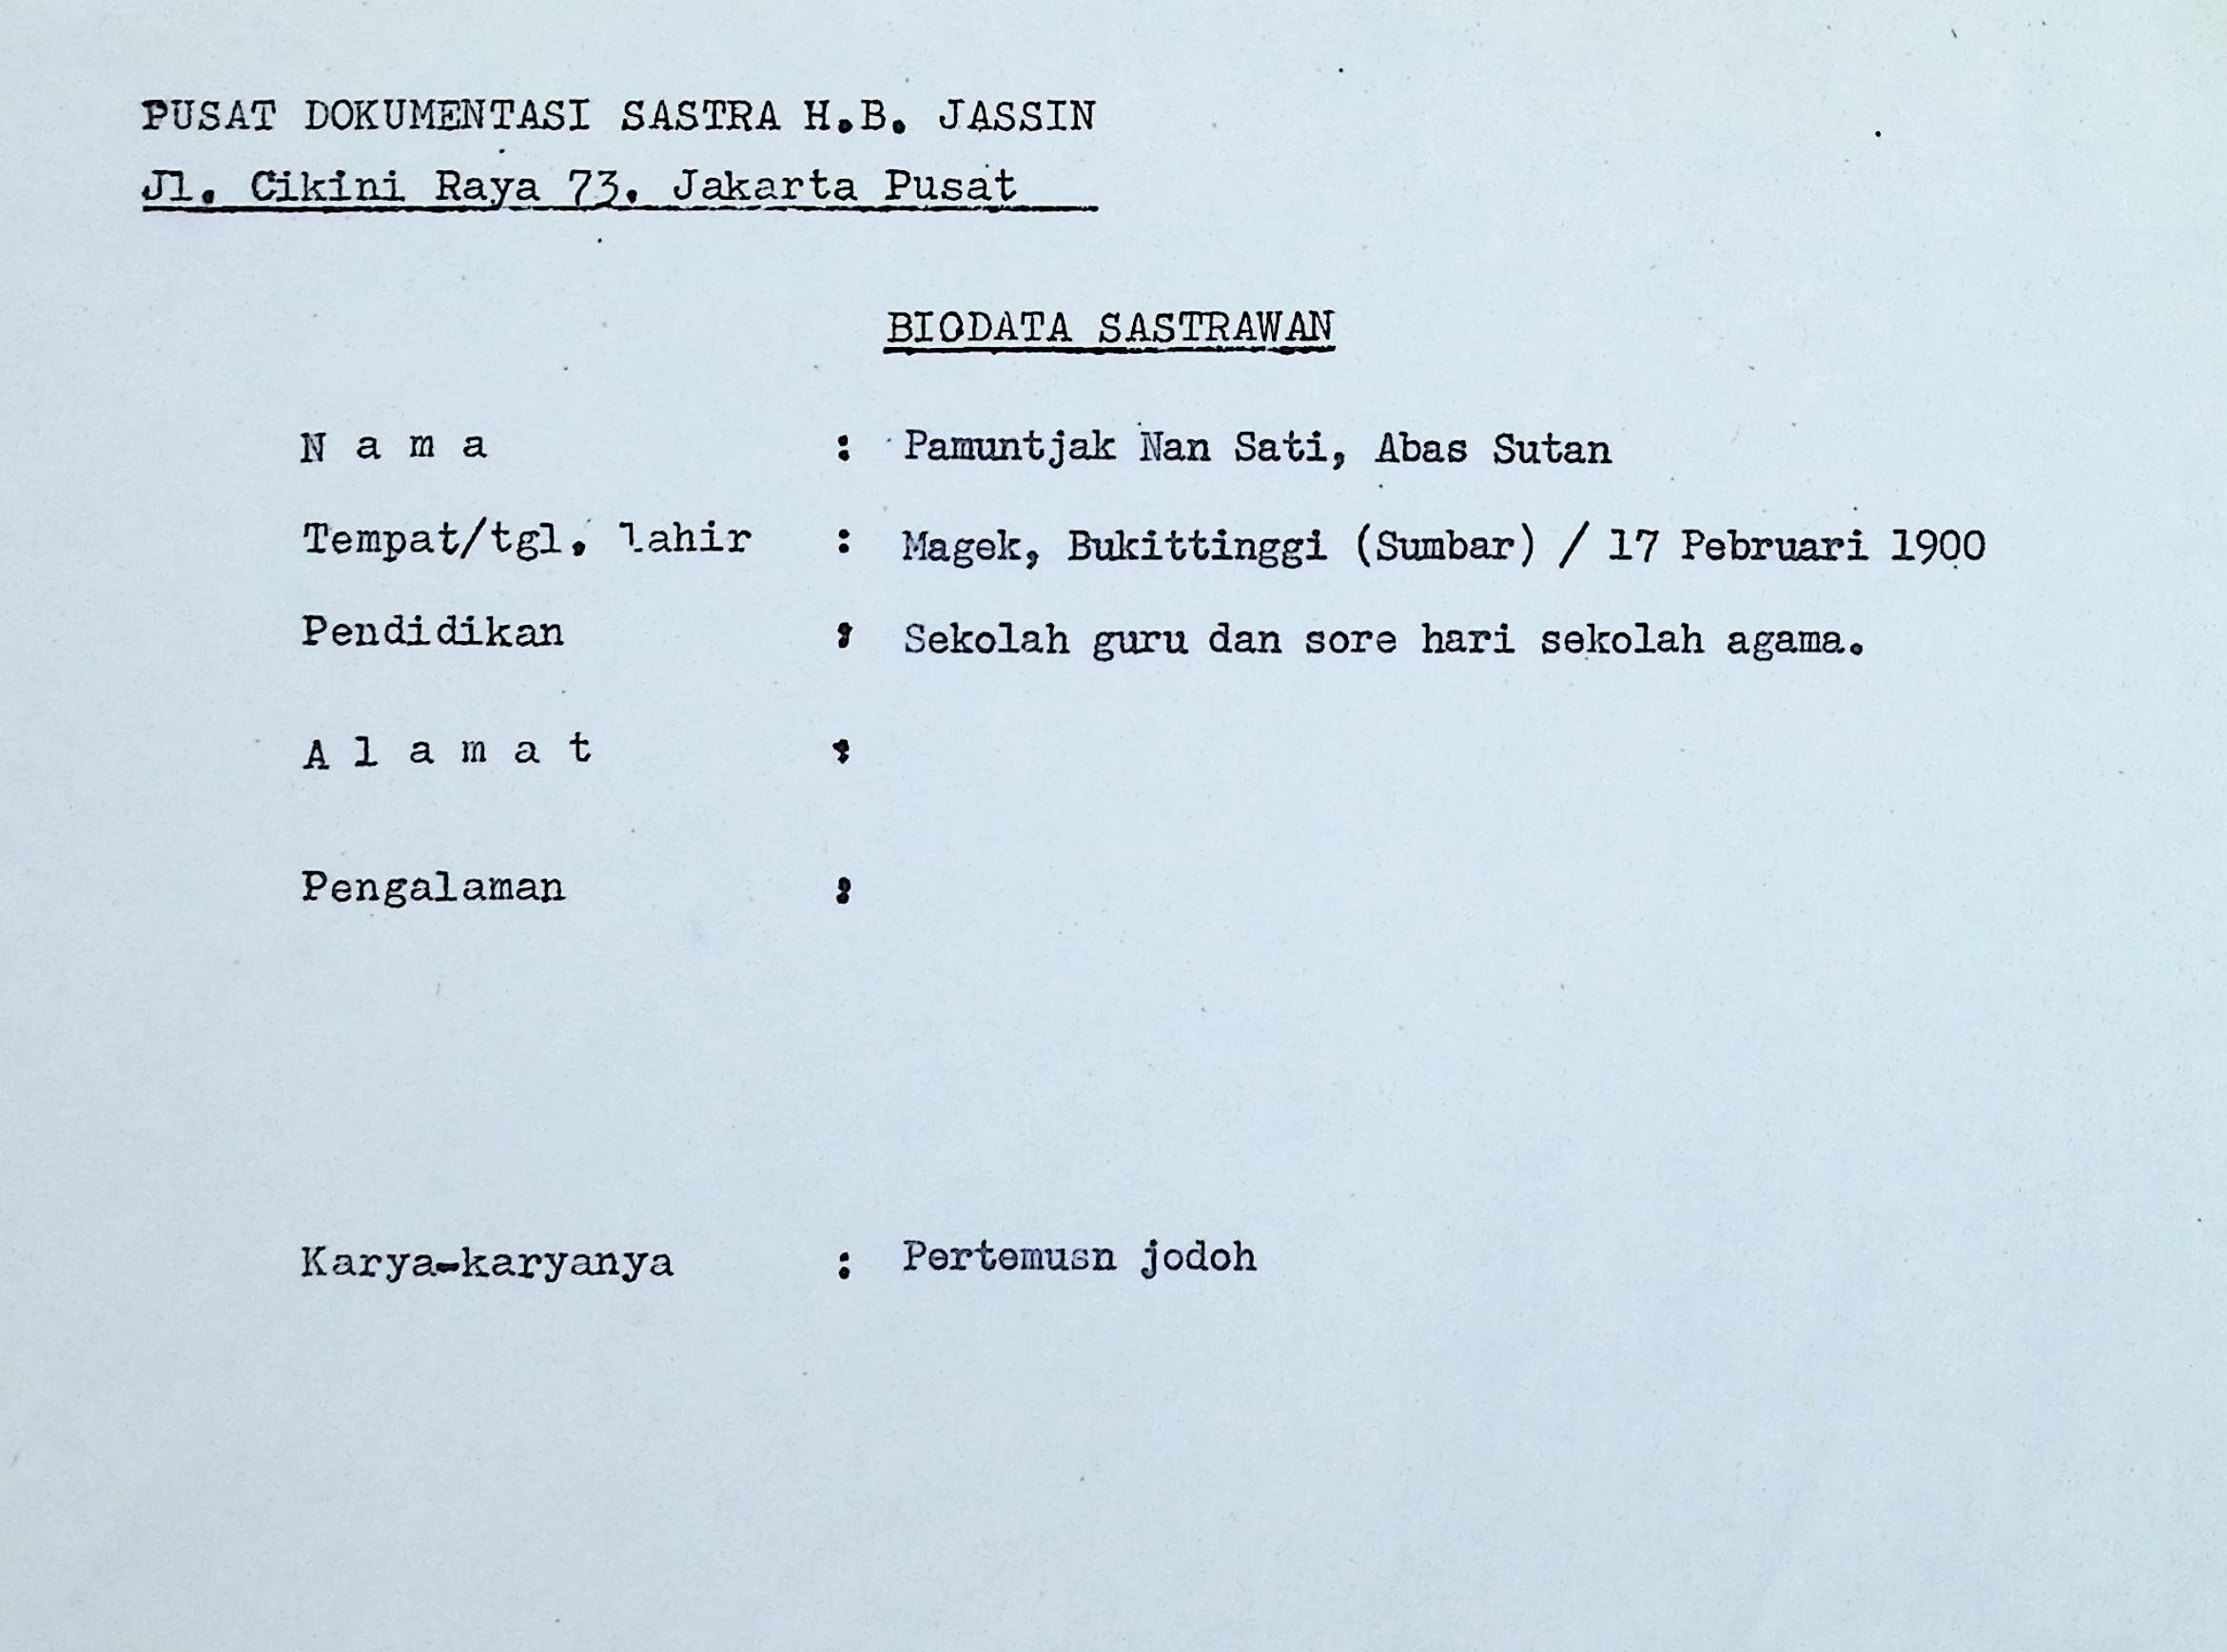 PUSAT DOKUMENTASI SASTRA H.B. JASSIN
Jl. Cikini Raya 73. Jakarta Pusat
BIODATA SASTRAWAN
N a m a : Pamuntjak Nan Sati, Abas Sutan
Tempat/tgl. lahir : Magek, Bukittinggi (Sumbar) / 17 Pebruari 1900
Pendidikan : Sekolah guru dan sore hari sekolah agama.
A l a m a t :
Pengalaman :
Karya-karyanya : Pertemusn jodoh